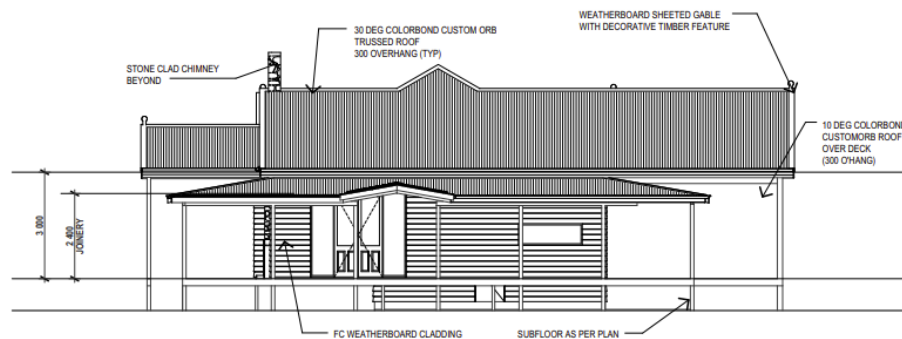 30 DEG COLORBOND CUSTOM ORB
TRUSSED ROOF
300 OVERHANG (TYP)
WEATHERBOARD SHEETED GABLE
WITH DECORATIVE TIMBER FEATURE
STONE CLAD CHIMNEY
BEYOND
10 DEG COLORBOND
CUSTOMORB ROOF
OVER DECK
(300 O'HANG)
3 000
2 400
JOINERY
FC WEATHERBOARD CLADDING
SUBFLOOR AS PER PLAN